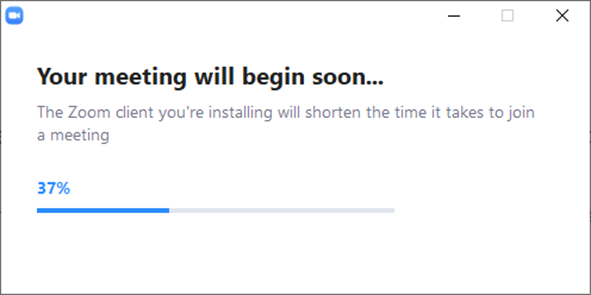 Your meeting will begin soon...
The Zoom client you're installing will shorten the time it takes to join
a meeting
37%